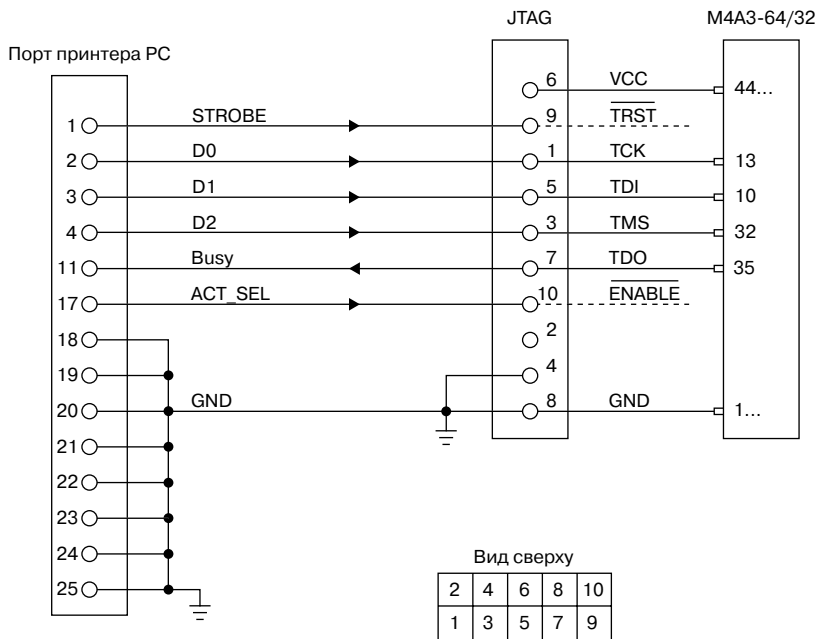 JTAG
M4A3-64/32
Порт принтера PC
6 VCC 44...
1 STROBE 9 TRST
2 D0 1 TCK 13
3 D1 5 TDI 10
4 D2 3 TMS 32
11 Busy 7 TDO 35
17 ACT_SEL 10 ENABLE
18 2
19 4
20 GND 8 GND 1...
21
22
23
24
25
Вид сверху
2 4 6 8 10
1 3 5 7 9